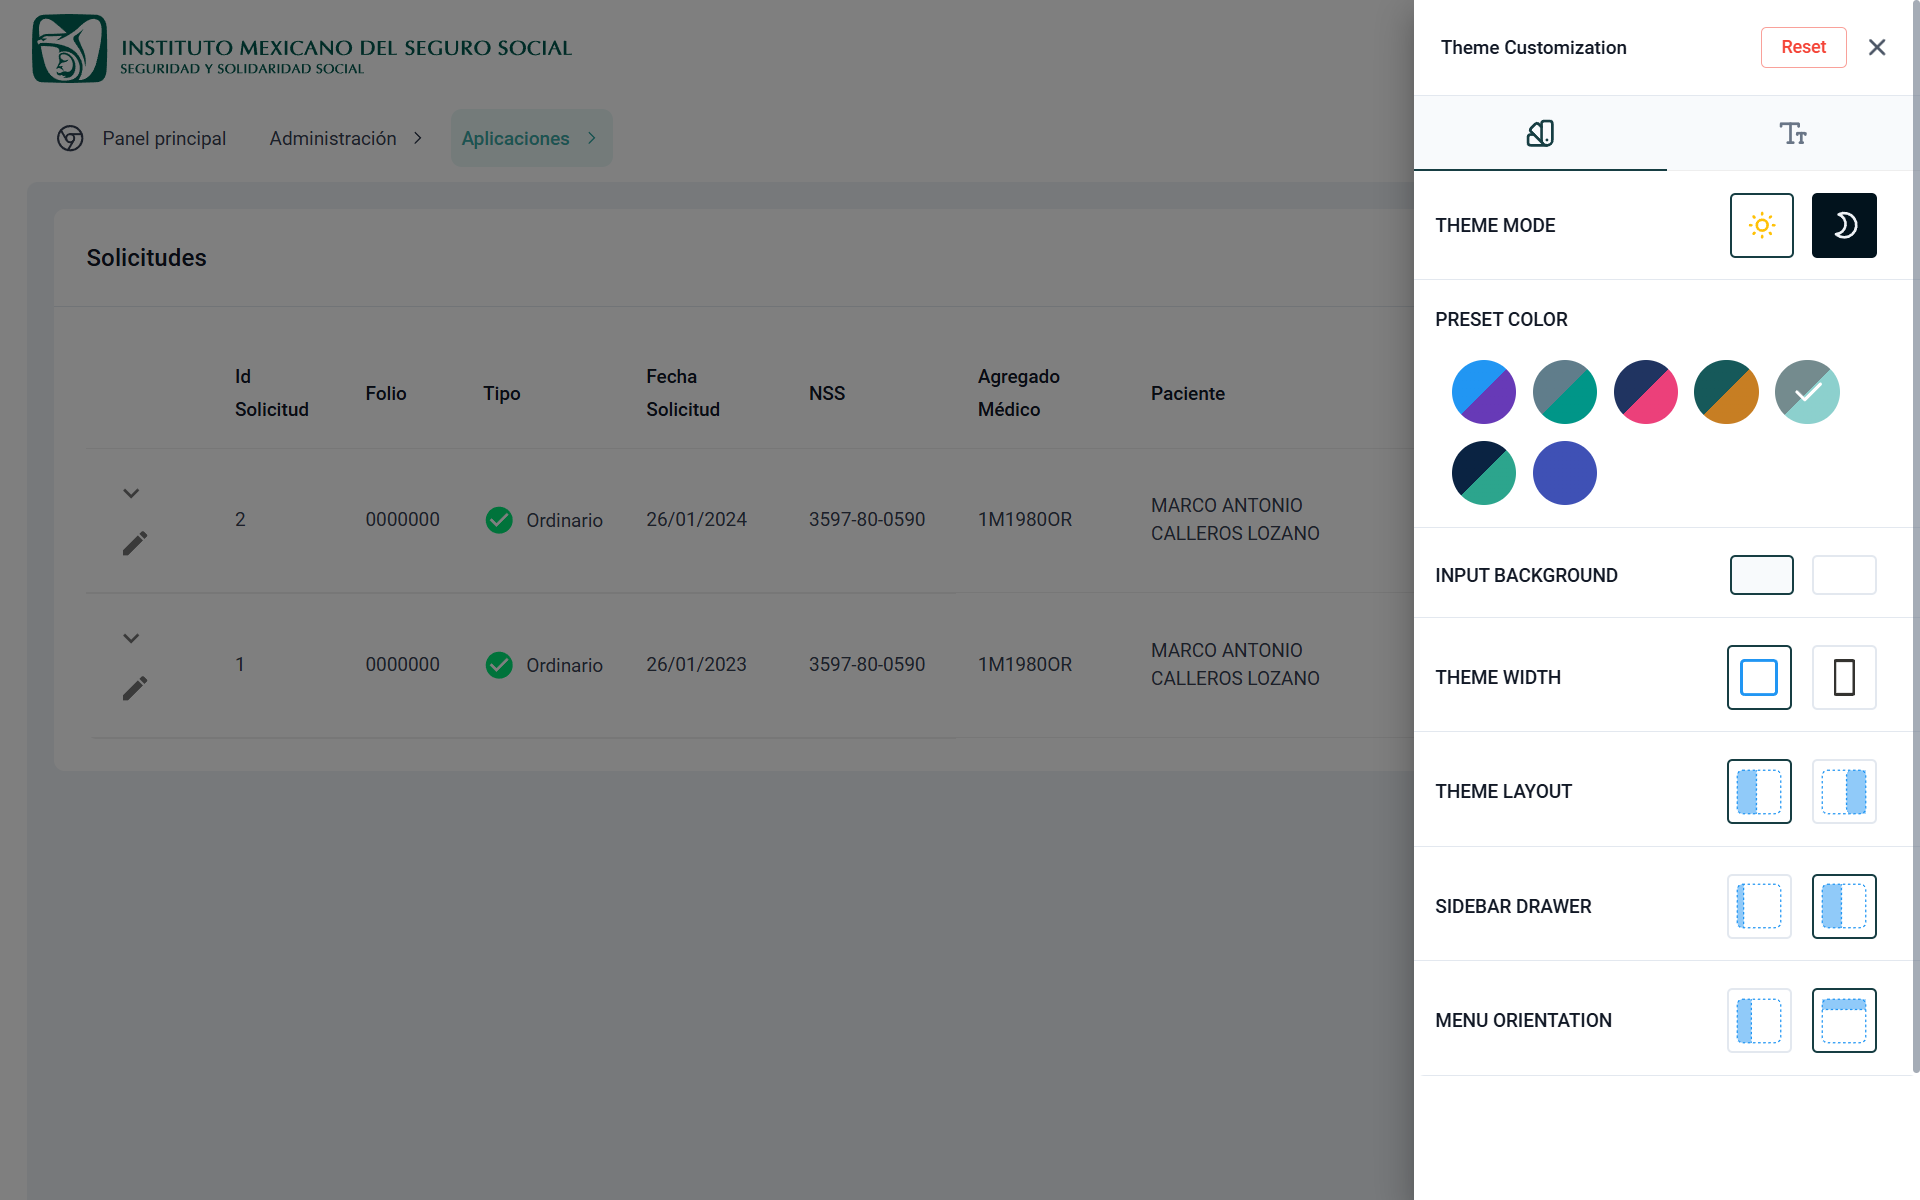 INSTITUTO MEXICANO DEL SEGURO SOCIAL
SEGURIDAD Y SOLIDARIDAD SOCIAL
Panel principal Administración Aplicaciones
Solicitudes
Id Solicitud Folio Tipo Fecha Solicitud NSS Agregado Médico Paciente
2 0000000 Ordinario 26/01/2024 3597-80-0590 1M1980OR MARCO ANTONIO CALLEROS LOZANO
1 0000000 Ordinario 26/01/2023 3597-80-0590 1M1980OR MARCO ANTONIO CALLEROS LOZANO
Theme Customization Reset
Tт
THEME MODE
PRESET COLOR
INPUT BACKGROUND
THEME WIDTH
THEME LAYOUT
SIDEBAR DRAWER
MENU ORIENTATION